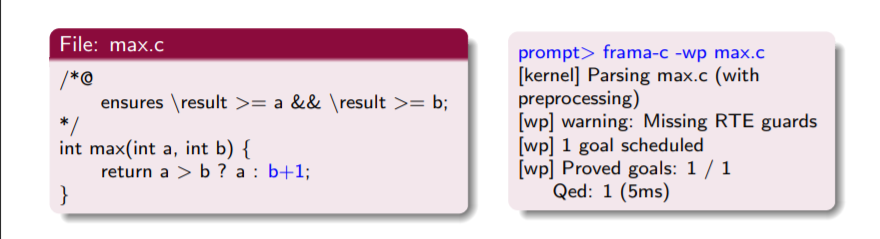 File: max.c
/*@
ensures \result >= a && \result >= b;
*/
int max(int a, int b) {
return a > b ? a : b+1;
}
prompt> frama-c -wp max.c
[kernel] Parsing max.c (with
preprocessing)
[wp] warning: Missing RTE guards
[wp] 1 goal scheduled
[wp] Proved goals: 1 / 1
Qed: 1 (5ms)